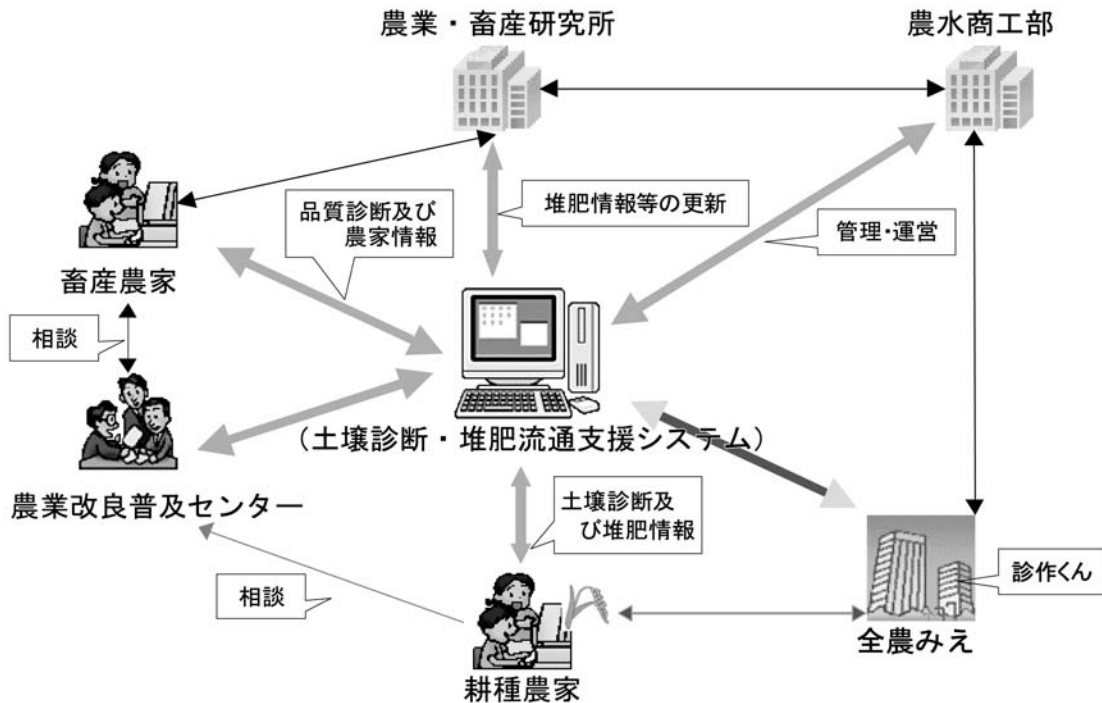 農業・畜産研究所
農水商工部
品質診断及び
農家情報
堆肥情報等の更新
管理・運営
畜産農家
相談
（土壌診断・堆肥流通支援システム）
農業改良普及センター
土壌診断及
び堆肥情報
診作くん
相談
全農みえ
耕種農家